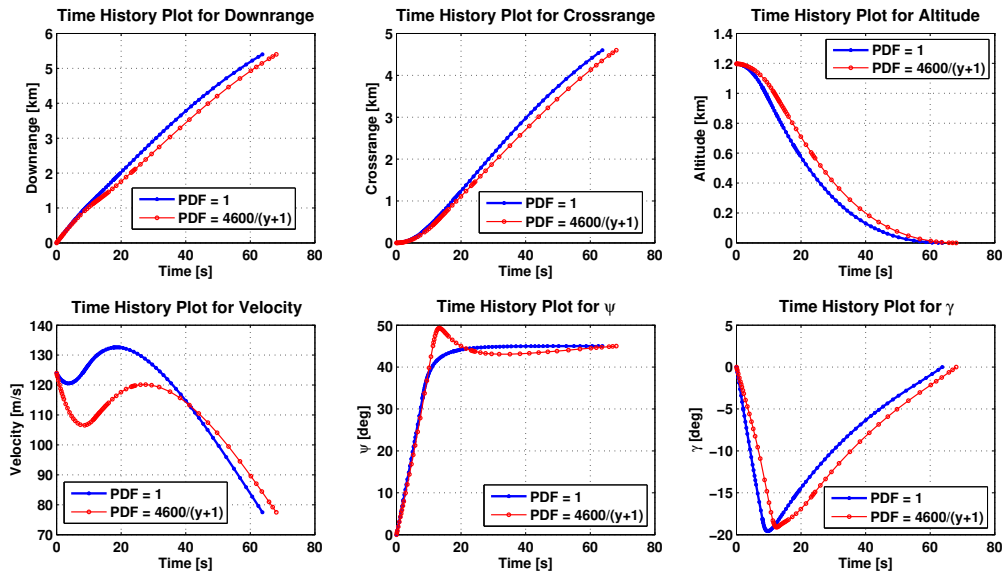 Time History Plot for Downrange
6
5
4
3
2
1
0
Downrange [km]
PDF = 1
PDF = 4600/(y+1)
0 20 40 60 80
Time [s]
Time History Plot for Crossrange
5
4
3
2
1
0
Crossrange [km]
PDF = 1
PDF = 4600/(y+1)
0 20 40 60 80
Time [s]
Time History Plot for Altitude
1.4
1.2
1
0.8
0.6
0.4
0.2
0
Altitude [km]
PDF = 1
PDF = 4600/(y+1)
0 20 40 60 80
Time [s]
Time History Plot for Velocity
140
130
120
110
100
90
80
70
Velocity [m/s]
PDF = 1
PDF = 4600/(y+1)
0 20 40 60 80
Time [s]
Time History Plot for ψ
50
40
30
20
10
0
ψ [deg]
PDF = 1
PDF = 4600/(y+1)
0 20 40 60 80
Time [s]
Time History Plot for γ
0
−5
−10
−15
−20
γ [deg]
PDF = 1
PDF = 4600/(y+1)
0 20 40 60 80
Time [s]